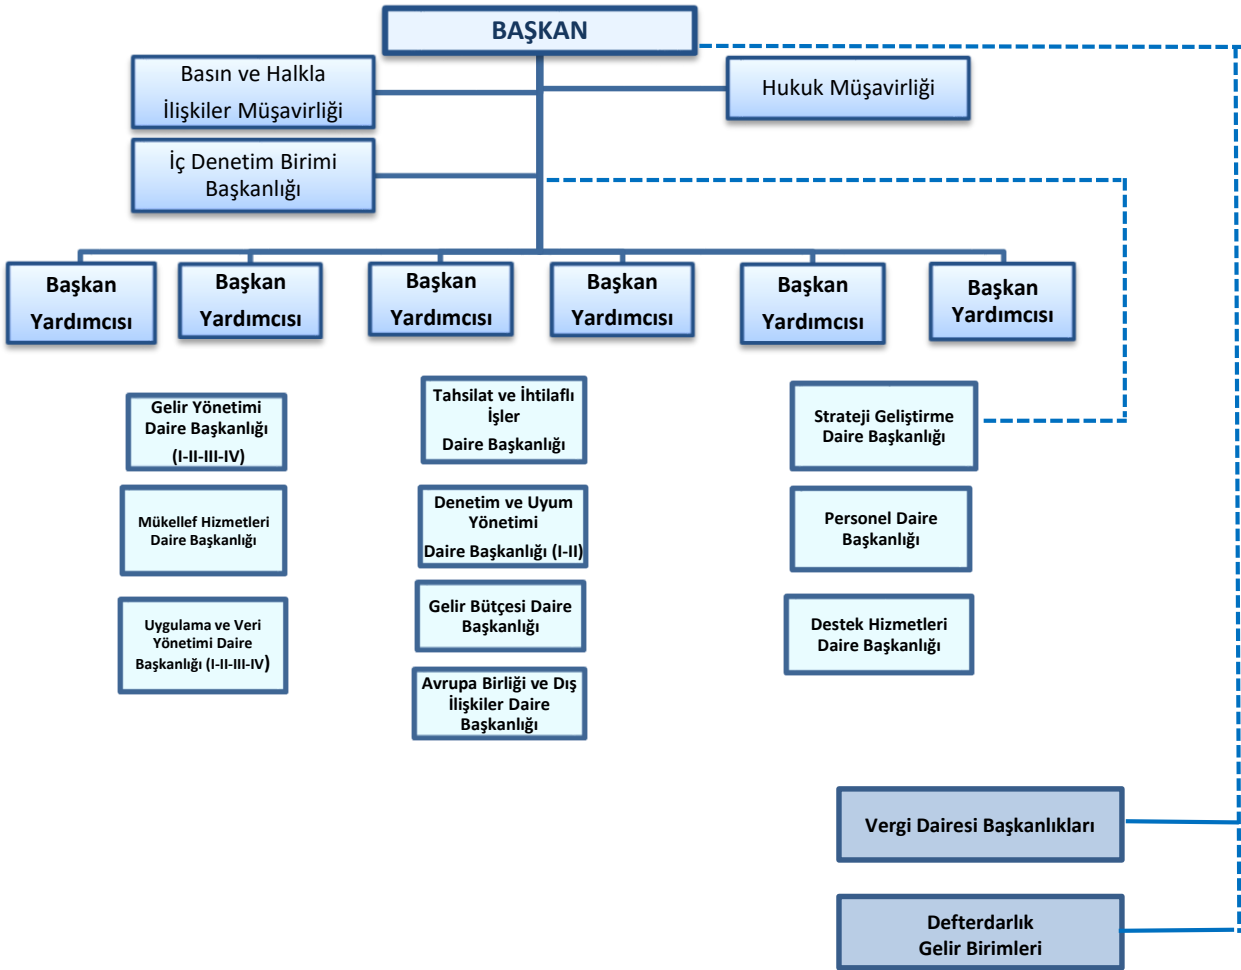 BAŞKAN
Basın ve Halkla
İlişkiler Müşavirliği
Hukuk Müşavirliği
İç Denetim Birimi
Başkanlığı
Başkan
Yardımcısı
Başkan
Yardımcısı
Başkan
Yardımcısı
Başkan
Yardımcısı
Başkan
Yardımcısı
Başkan
Yardımcısı
Gelir Yönetimi
Daire Başkanlığı
(I-II-III-IV)
Mükellef Hizmetleri
Daire Başkanlığı
Uygulama ve Veri
Yönetimi Daire
Başkanlığı (I-II-III-IV)
Tahsilat ve İhtilaflı
İşler
Daire Başkanlığı
Denetim ve Uyum
Yönetimi
Daire Başkanlığı (I-II)
Gelir Bütçesi Daire
Başkanlığı
Avrupa Birliği ve Dış
İlişkiler Daire
Başkanlığı
Strateji Geliştirme
Daire Başkanlığı
Personel Daire
Başkanlığı
Destek Hizmetleri
Daire Başkanlığı
Vergi Dairesi Başkanlıkları
Defterdarlık
Gelir Birimleri